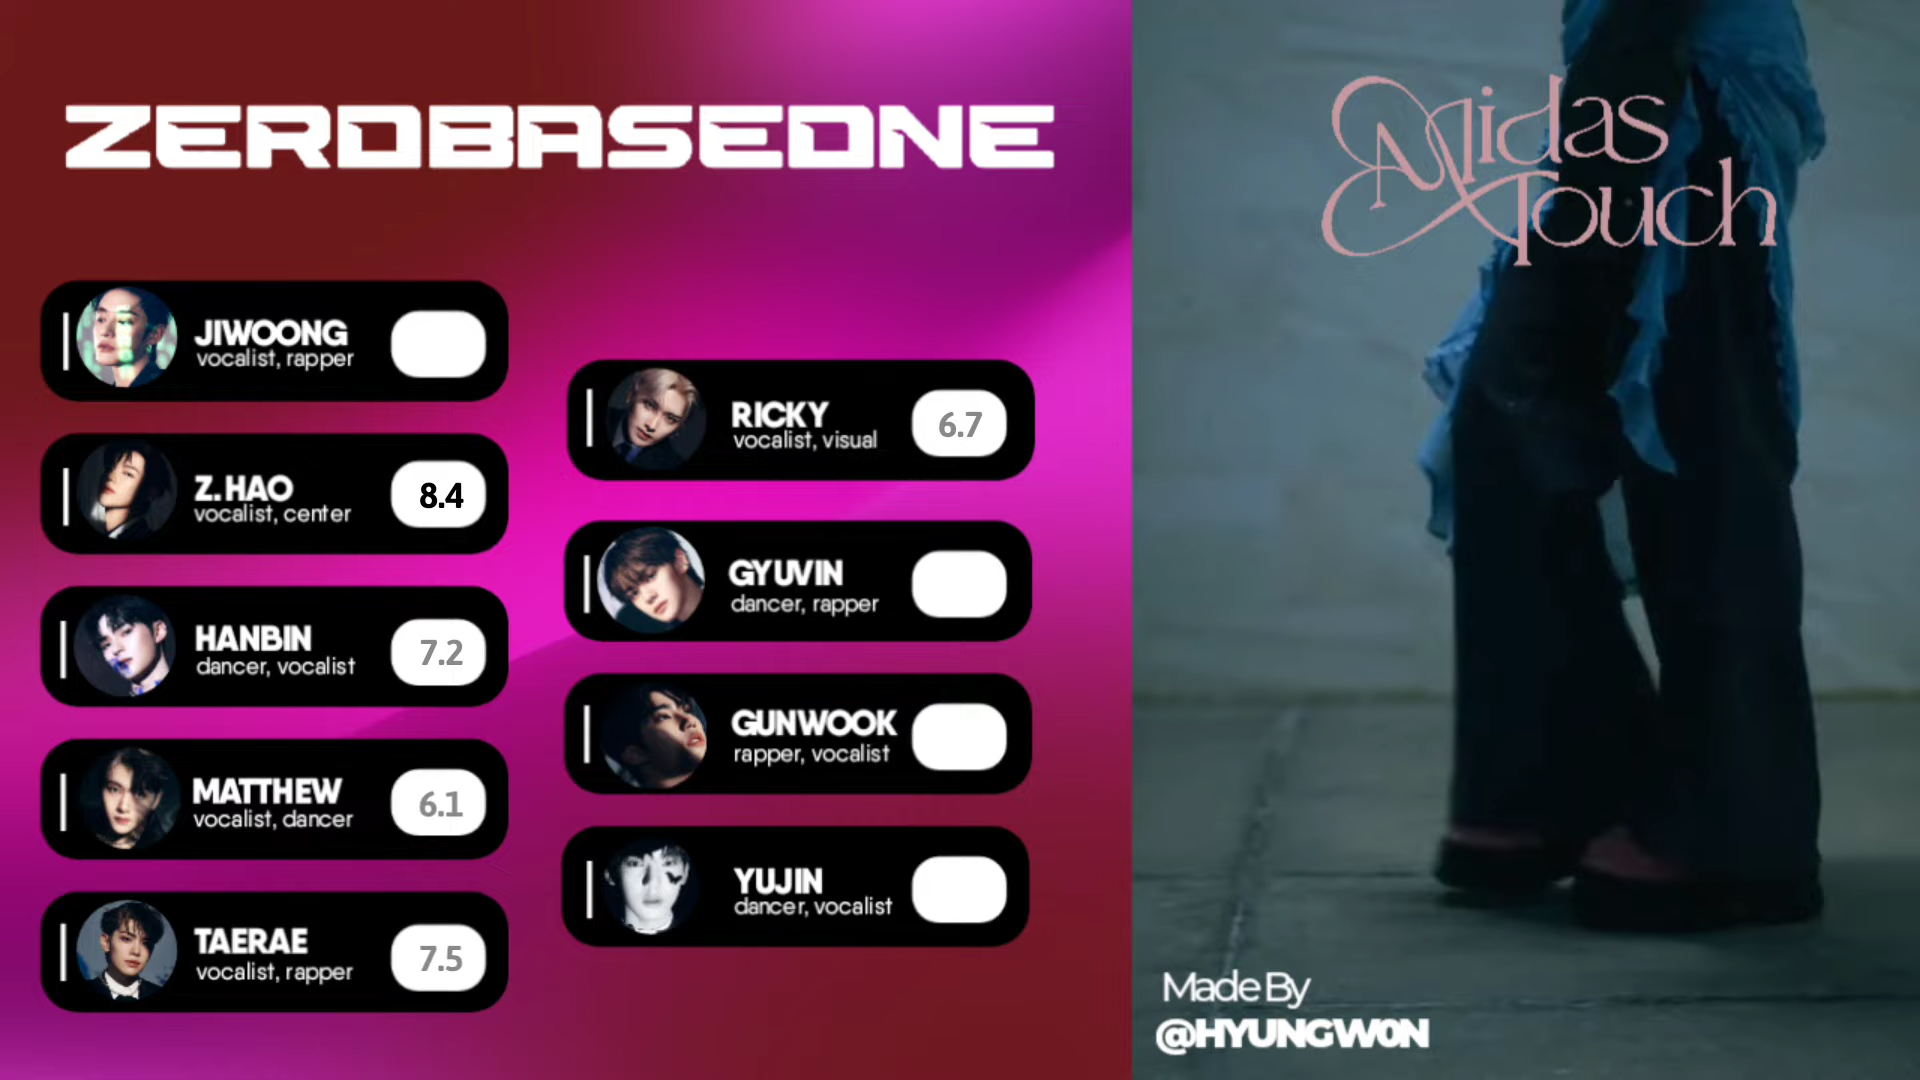 ZEROBASEONE
JIWOONG
vocalist, rapper
Z. HAO
vocalist, center
8.4
HANBIN
dancer, vocalist
7.2
MATTHEW
vocalist, dancer
6.1
TAERAE
vocalist, rapper
7.5
RICKY
vocalist, visual
6.7
GYUVIN
dancer, rapper
GUNWOOK
rapper, vocalist
YUJIN
dancer, vocalist
Midas
Touch
Made By
@HYUNGW0N